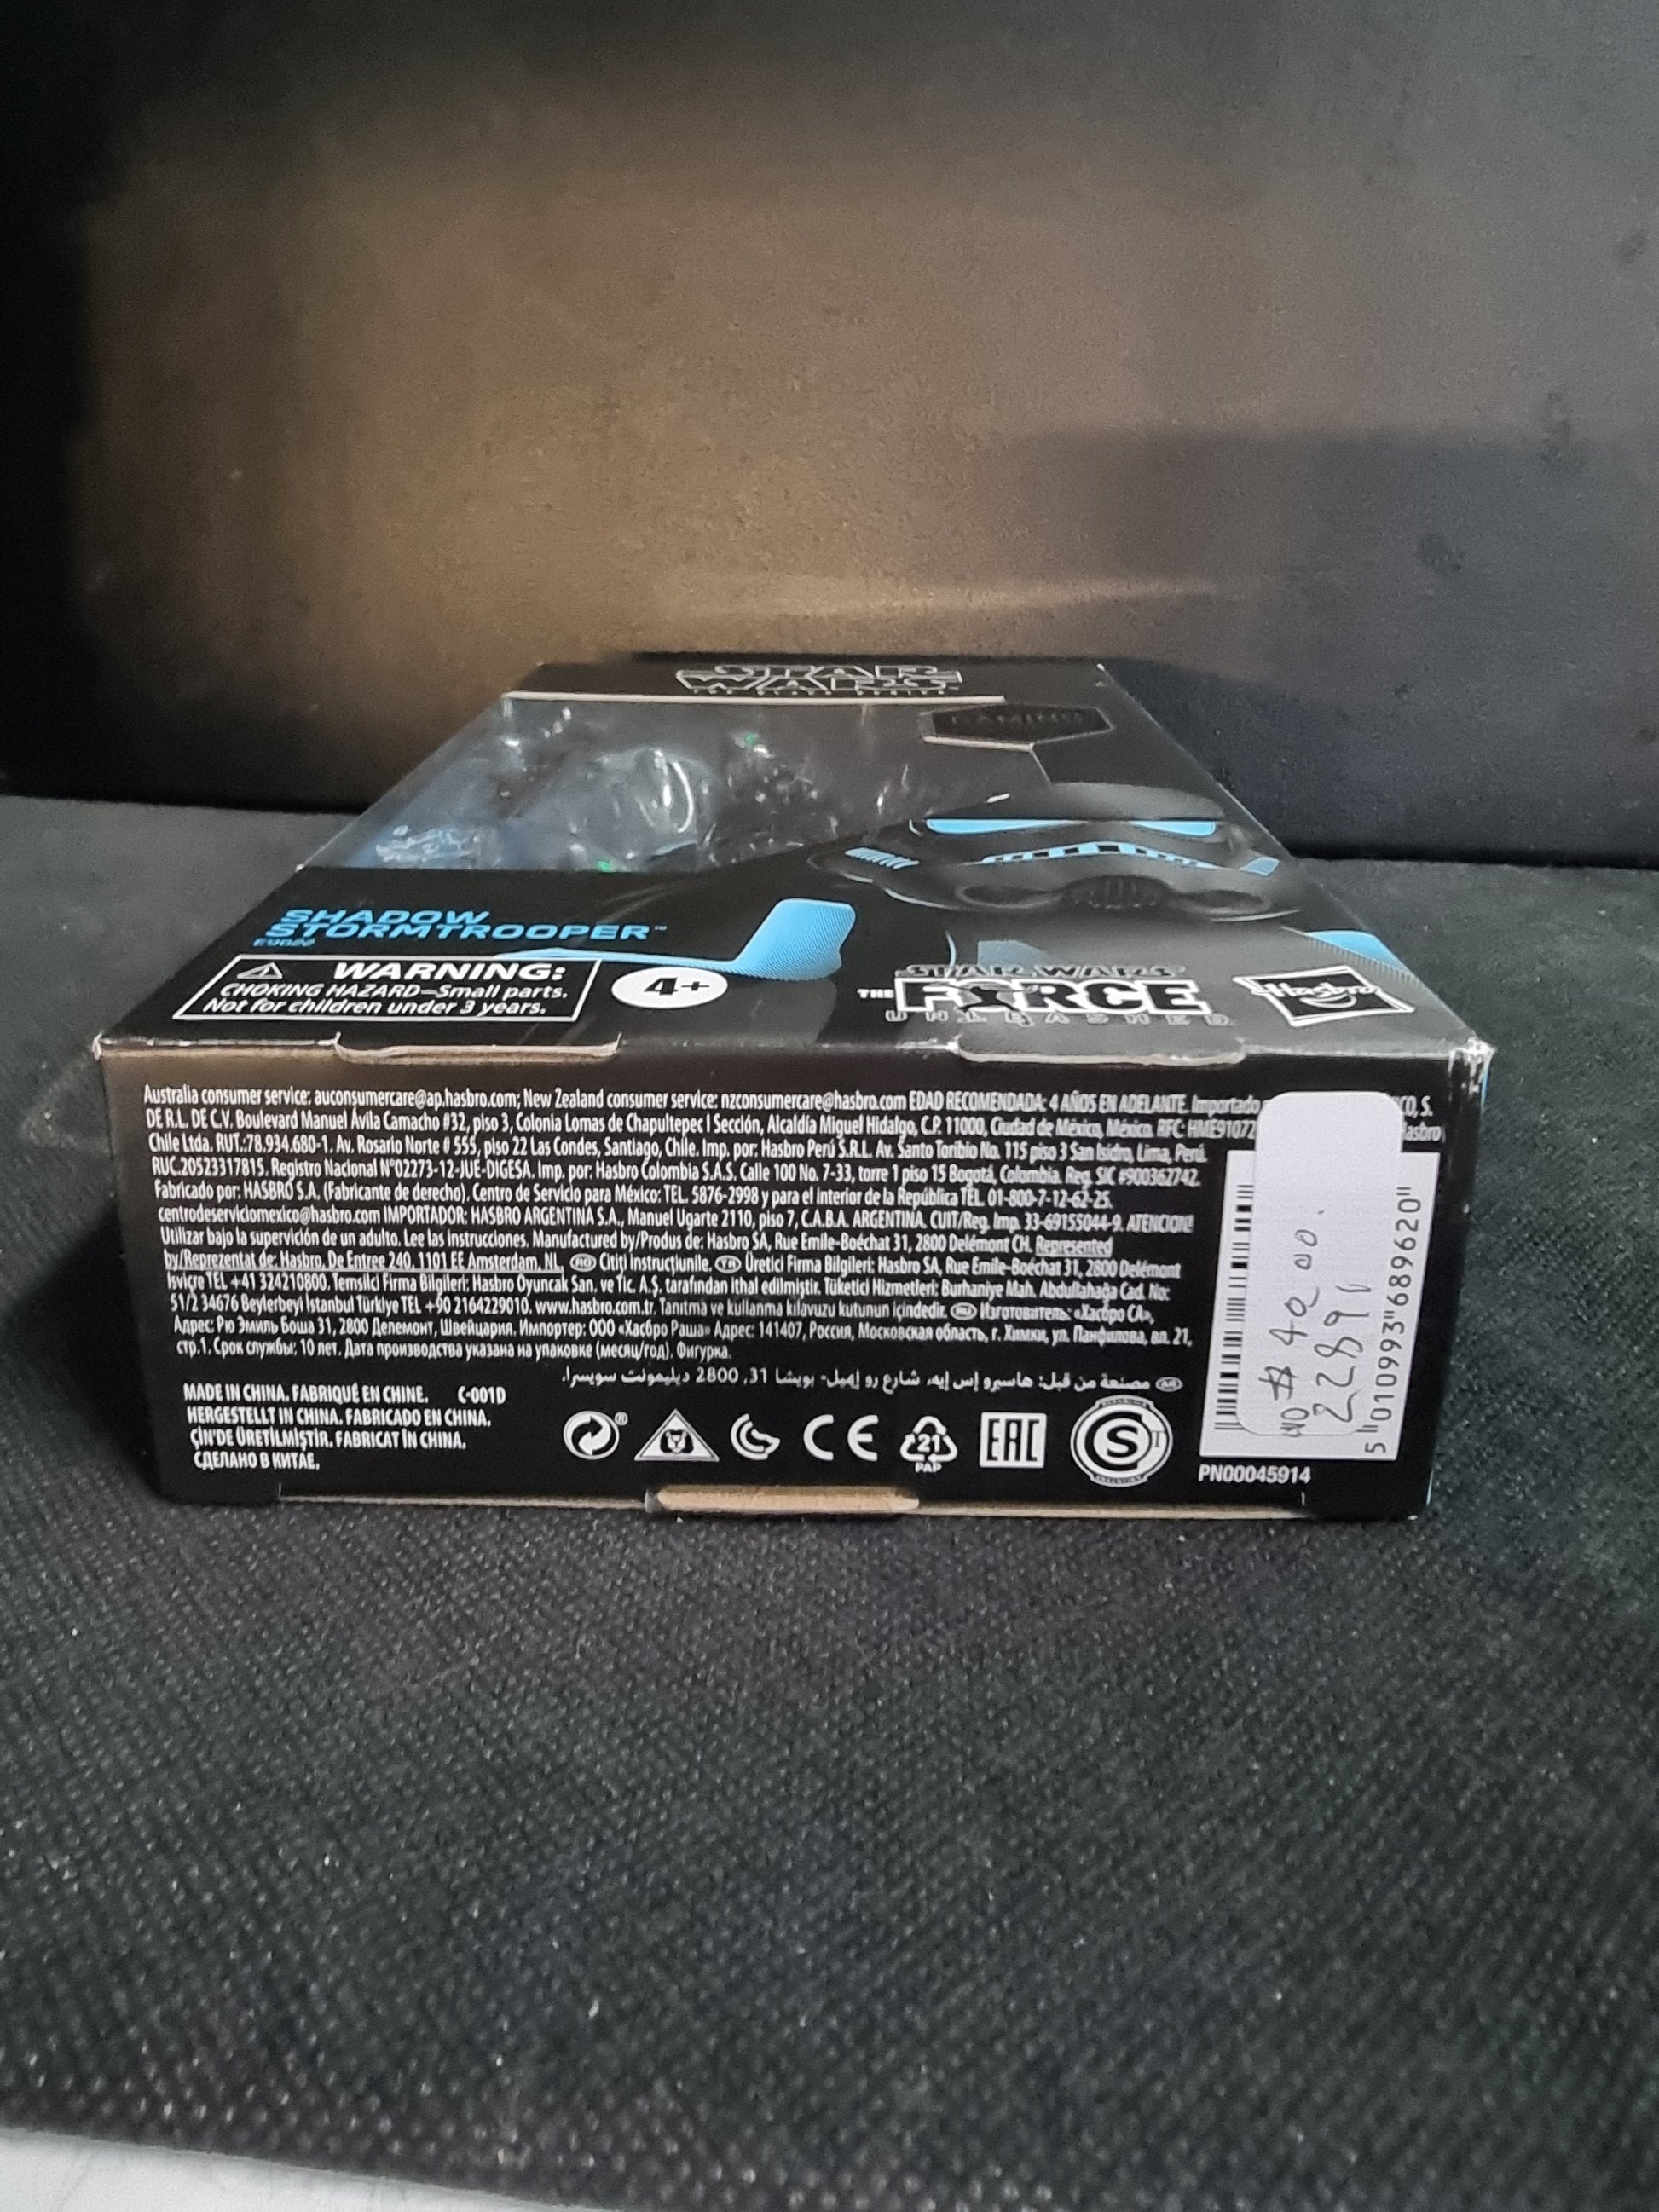 STAR
WARS
THE BLACK SERIES
GAMING
SHADOW
STORMTROOPER™
WARNING:
CHOKING HAZARD—Small parts.
Not for children under 3 years.
4+
STAR WARS
THE FORCE
UNLEASHED
Hasbro
Australia consumer service: auconsumercare@ap.hasbro.com; New Zealand consumer service: nzconsumercare@hasbro.com EDAD RECOMENDADA: 4 AÑOS EN ADELANTE. Importado
DE R.L. DE C.V. Boulevard Manuel Ávila Camacho #32, piso 3, Colonia Lomas de Chapultepec I Sección, Alcaldía Miguel Hidalgo, C.P. 11000, Ciudad de México, México. RFC: HME91072
Chile Ltda. RUT.:78.934.680-1. Av. Rosario Norte # 555, piso 22 Las Condes, Santiago, Chile. Imp. por: Hasbro Perú S.R.L. Av. Santo Toribio No. 115 piso 3 San Isidro, Lima, Perú.
RUC.20523317815. Registro Nacional N°02273-12-JUE-DIGESA. Imp. por: Hasbro Colombia S.A.S. Calle 100 No. 7-33, torre 1 piso 15 Bogotá, Colombia. Reg. SIC #900362742.
Fabricado por: HASBRO S.A. (Fabricante de derecho). Centro de Servicio para México: TEL. 5876-2998 y para el interior de la República TEL. 01-800-7-12-62-25.
centrodeserviciomexico@hasbro.com IMPORTADOR: HASBRO ARGENTINA S.A., Manuel Ugarte 2110, piso 7, C.A.B.A. ARGENTINA. CUIT/Reg. Imp. 33-69155044-9. ATENCION!
Utilizar bajo la supervición de un adulto. Lee las instrucciones. Manufactured by/Produs de: Hasbro SA, Rue Emile-Boéchat 31, 2800 Delémont CH. Represented
by/Reprezentat de: Hasbro, De Entree 240, 1101 EE Amsterdam, NL. RO Citiți instrucțiunile. TR Üretici Firma Bilgileri: Hasbro SA, Rue Emile-Boéchat 31, 2800 Delémont
İsviçre TEL +41 324210800. Temsilci Firma Bilgileri: Hasbro Oyuncak San. ve Tic. A.Ş. tarafından ithal edilmiştir. Tüketici Hizmetleri: Burhaniye Mah. Abdullahağa Cad. No:
51/2 34676 Beylerbeyi İstanbul Türkiye TEL +90 2164229010. www.hasbro.com.tr. Tanıtma ve kullanma kılavuzu kutunun içindedir. RU Изготовитель: «Хасбро СА»,
Адрес: Рю Эмиль Боша 31, 2800 Делемонт, Швейцария. Импортер: ООО «Хасбро Раша» Адрес: 141407, Россия, Московская область, г. Химки, ул. Панфилова, вл. 21,
стр.1. Срок службы: 10 лет. Дата производства указана на упаковке (месяц/год). Фигурка.
AR مصنعة من قبل: هاسبرو إس إيه، شارع رو إميل- بويشا 31, 2800 ديليمونت سويسرا.
MADE IN CHINA. FABRIQUÉ EN CHINE. C-001D
HERGESTELLT IN CHINA. FABRICADO EN CHINA.
ÇİN'DE ÜRETİLMİŞTİR. FABRICAT ÎN CHINA.
СДЕЛАНО В КИТАЕ.
CE
21
PAP
EAC
S
PN00045914
5 010993 689620
22891